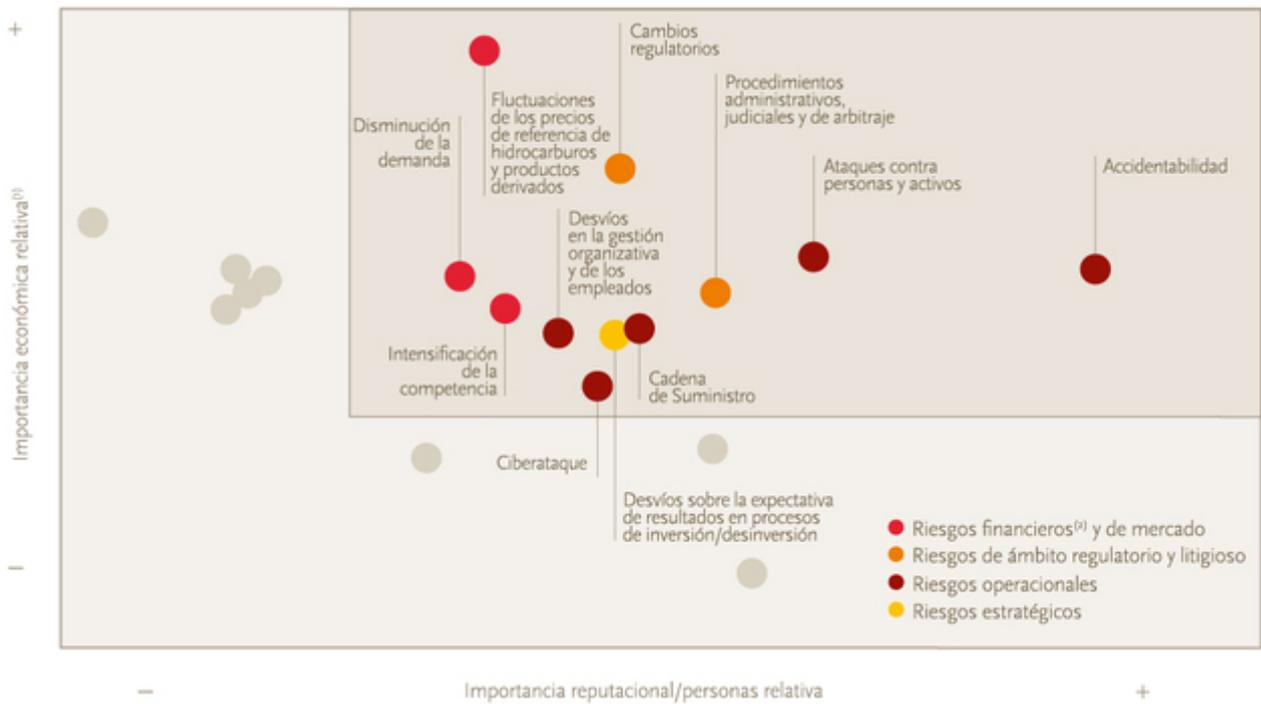 +
Importancia económica relativa⁽¹⁾
−
Cambios
regulatorios
Procedimientos
administrativos,
judiciales y de arbitraje
Fluctuaciones
de los precios
de referencia de
hidrocarburos
y productos
derivados
Disminución
de la
demanda
Ataques contra
personas y activos
Accidentabilidad
Desvíos
en la gestión
organizativa
y de los
empleados
Intensificación
de la
competencia
Cadena
de Suministro
Ciberataque
Desvíos sobre la expectativa
de resultados en procesos
de inversión/desinversión
Riesgos financieros⁽²⁾ y de mercado
Riesgos de ámbito regulatorio y litigioso
Riesgos operacionales
Riesgos estratégicos
−
Importancia reputacional/personas relativa
+